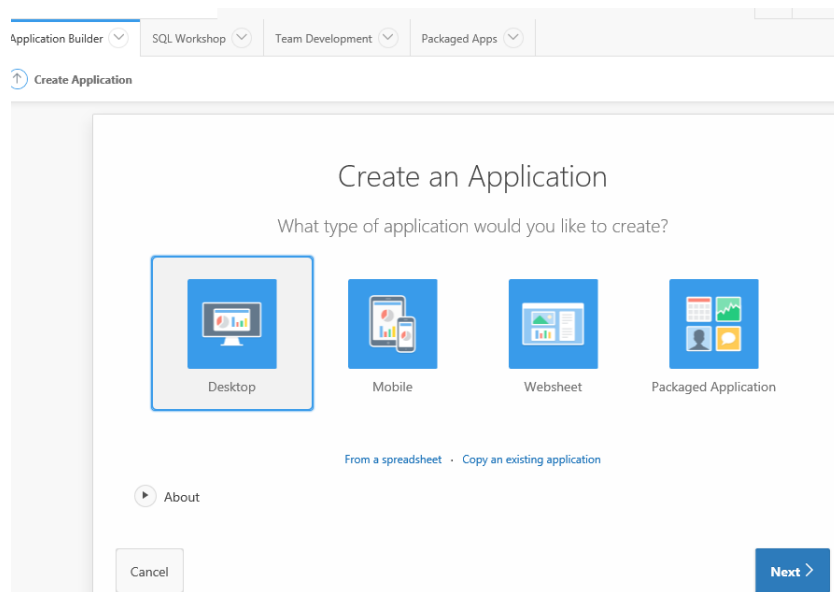 Application Builder SQL Workshop Team Development Packaged Apps
Create Application
Create an Application
What type of application would you like to create?
Desktop Mobile Websheet Packaged Application
From a spreadsheet · Copy an existing application
About
Cancel Next